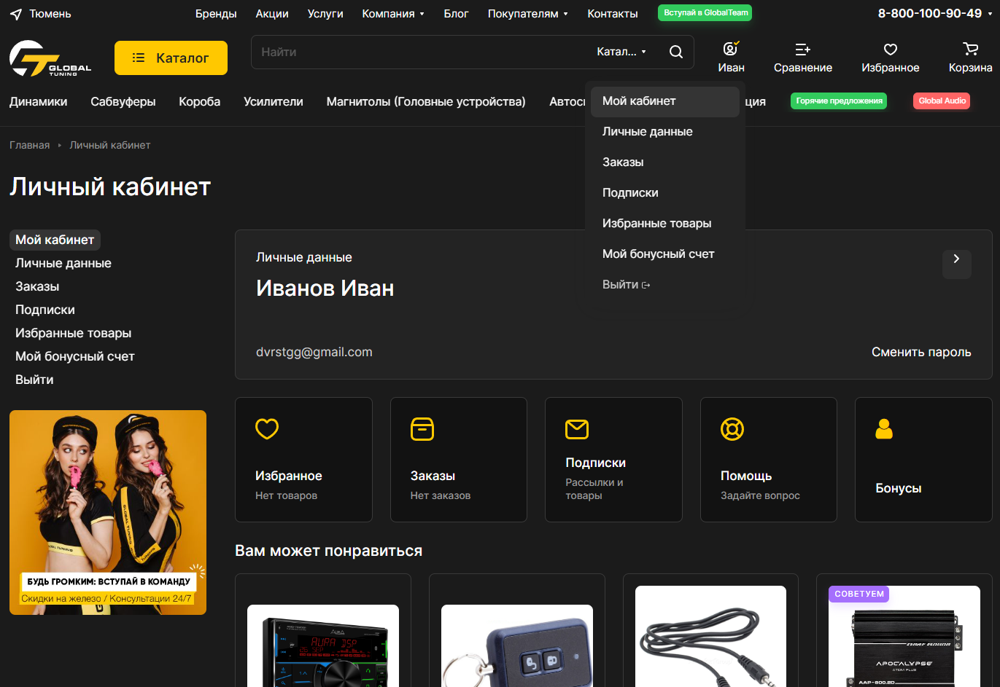 Тюмень
Бренды
Акции
Услуги
Компания
Блог
Покупателям
Контакты
Вступай в GlobalTeam
8-800-100-90-49
GLOBAL
TUNING
Каталог
Найти
Катал...
Иван
Сравнение
Избранное
Корзина
Динамики
Сабвуферы
Короба
Усилители
Магнитолы (Головные устройства)
Горячие предложения
Global Audio
Мой кабинет
Личные данные
Заказы
Подписки
Избранные товары
Мой бонусный счет
Выйти
Главная
Личный кабинет
Личный кабинет
Мой кабинет
Личные данные
Заказы
Подписки
Избранные товары
Мой бонусный счет
Выйти
Личные данные
Иванов Иван
dvrstgg@gmail.com
Сменить пароль
GLOBAL TUNING
БУДЬ ГРОМКИМ: ВСТУПАЙ В КОМАНДУ
Скидки на железо / Консультации 24/7
Избранное
Нет товаров
Заказы
Нет заказов
Подписки
Рассылки и
товары
Помощь
Задайте вопрос
Бонусы
Вам может понравиться
AURA
AURA DSP
СОВЕТУЕМ
APOCALYPSE
ATOM PLUS
AAP-800.2D